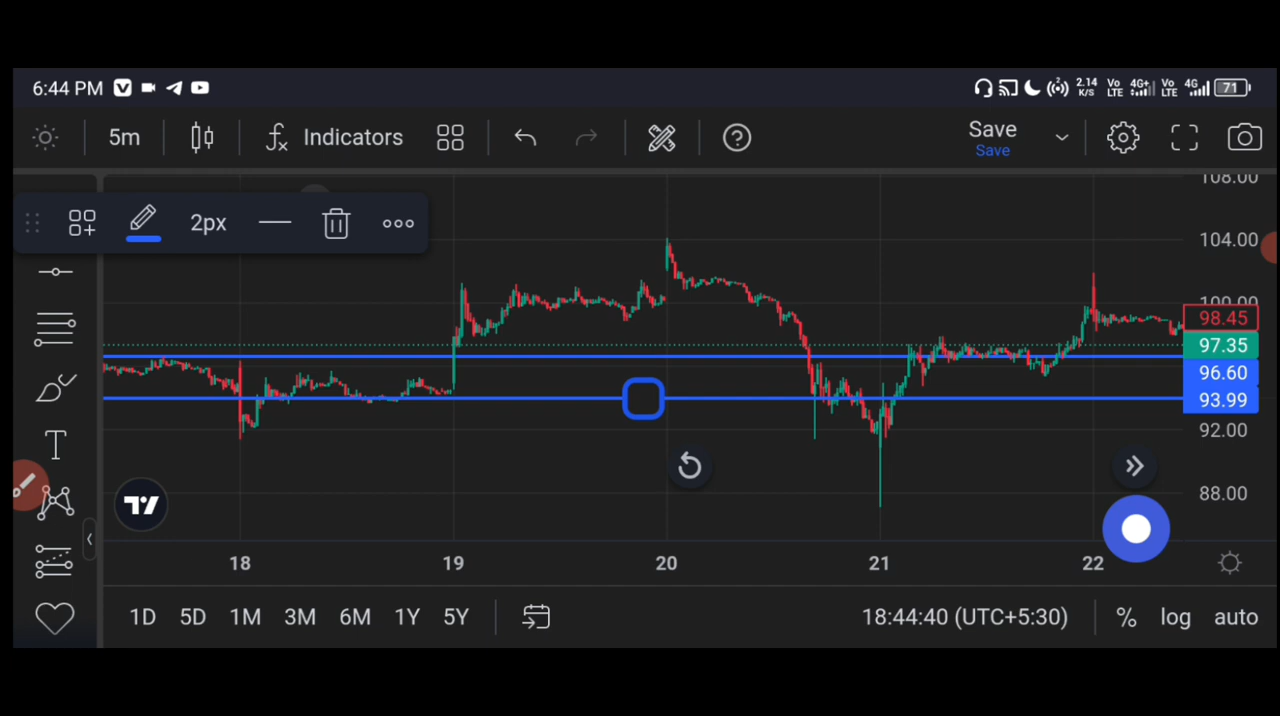 6:44 PM
2.14 K/S Vo LTE 4G+ Vo LTE 4G 71
5m Indicators Save
Save
2px
108.00
104.00
100.00
98.45
97.35
96.60
93.99
92.00
88.00
T
18 19 20 21 22
1D 5D 1M 3M 6M 1Y 5Y 18:44:40 (UTC+5:30) % log auto